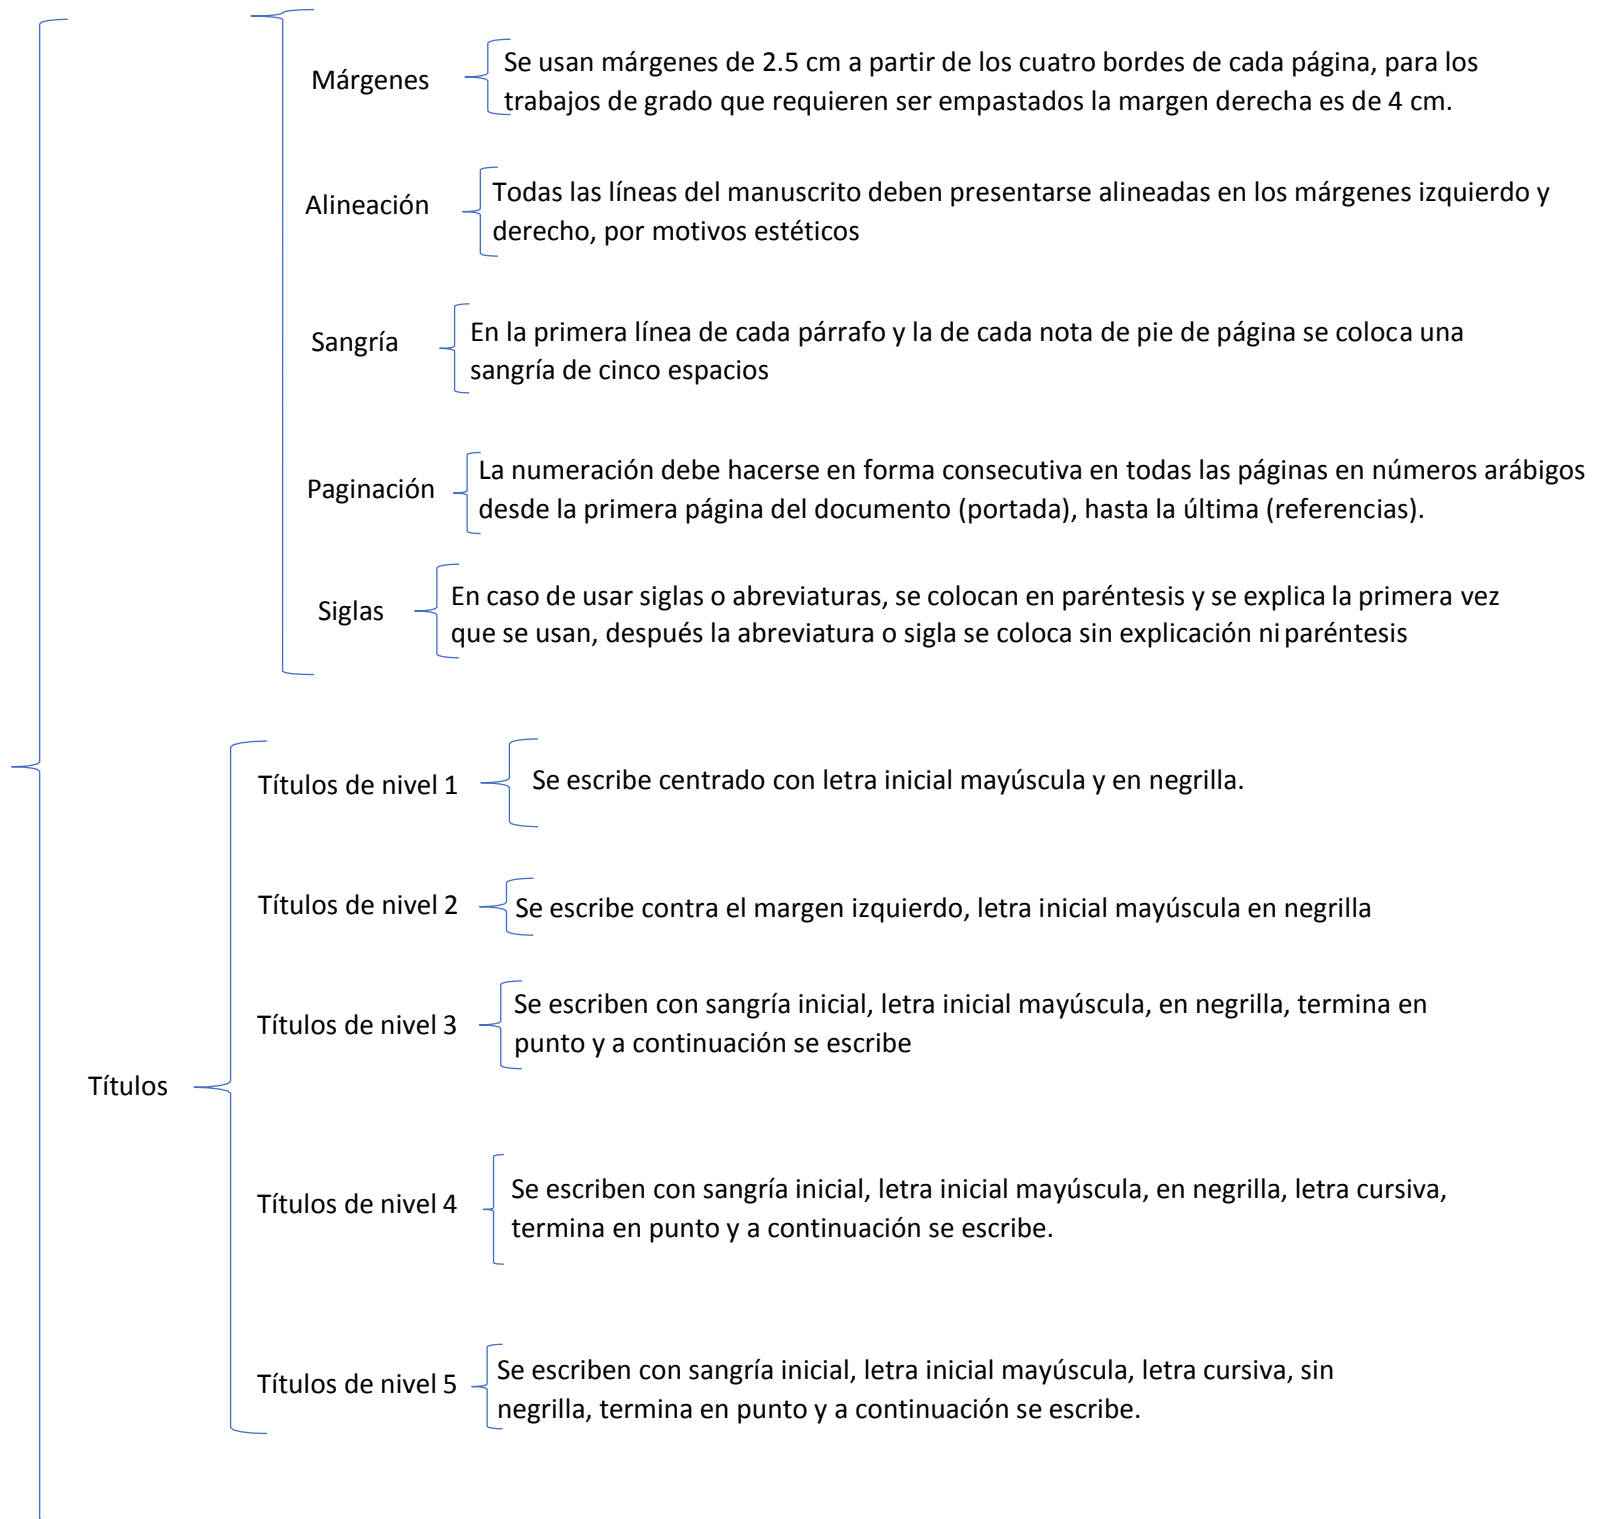 Márgenes
Se usan márgenes de 2.5 cm a partir de los cuatro bordes de cada página, para los
trabajos de grado que requieren ser empastados la margen derecha es de 4 cm.
Alineación
Todas las líneas del manuscrito deben presentarse alineadas en los márgenes izquierdo y
derecho, por motivos estéticos
Sangría
En la primera línea de cada párrafo y la de cada nota de pie de página se coloca una
sangría de cinco espacios
Paginación
La numeración debe hacerse en forma consecutiva en todas las páginas en números arábigos
desde la primera página del documento (portada), hasta la última (referencias).
Siglas
En caso de usar siglas o abreviaturas, se colocan en paréntesis y se explica la primera vez
que se usan, después la abreviatura o sigla se coloca sin explicación ni paréntesis
Títulos
Títulos de nivel 1
Se escribe centrado con letra inicial mayúscula y en negrilla.
Títulos de nivel 2
Se escribe contra el margen izquierdo, letra inicial mayúscula en negrilla
Títulos de nivel 3
Se escriben con sangría inicial, letra inicial mayúscula, en negrilla, termina en
punto y a continuación se escribe
Títulos de nivel 4
Se escriben con sangría inicial, letra inicial mayúscula, en negrilla, letra cursiva,
termina en punto y a continuación se escribe.
Títulos de nivel 5
Se escriben con sangría inicial, letra inicial mayúscula, letra cursiva, sin
negrilla, termina en punto y a continuación se escribe.